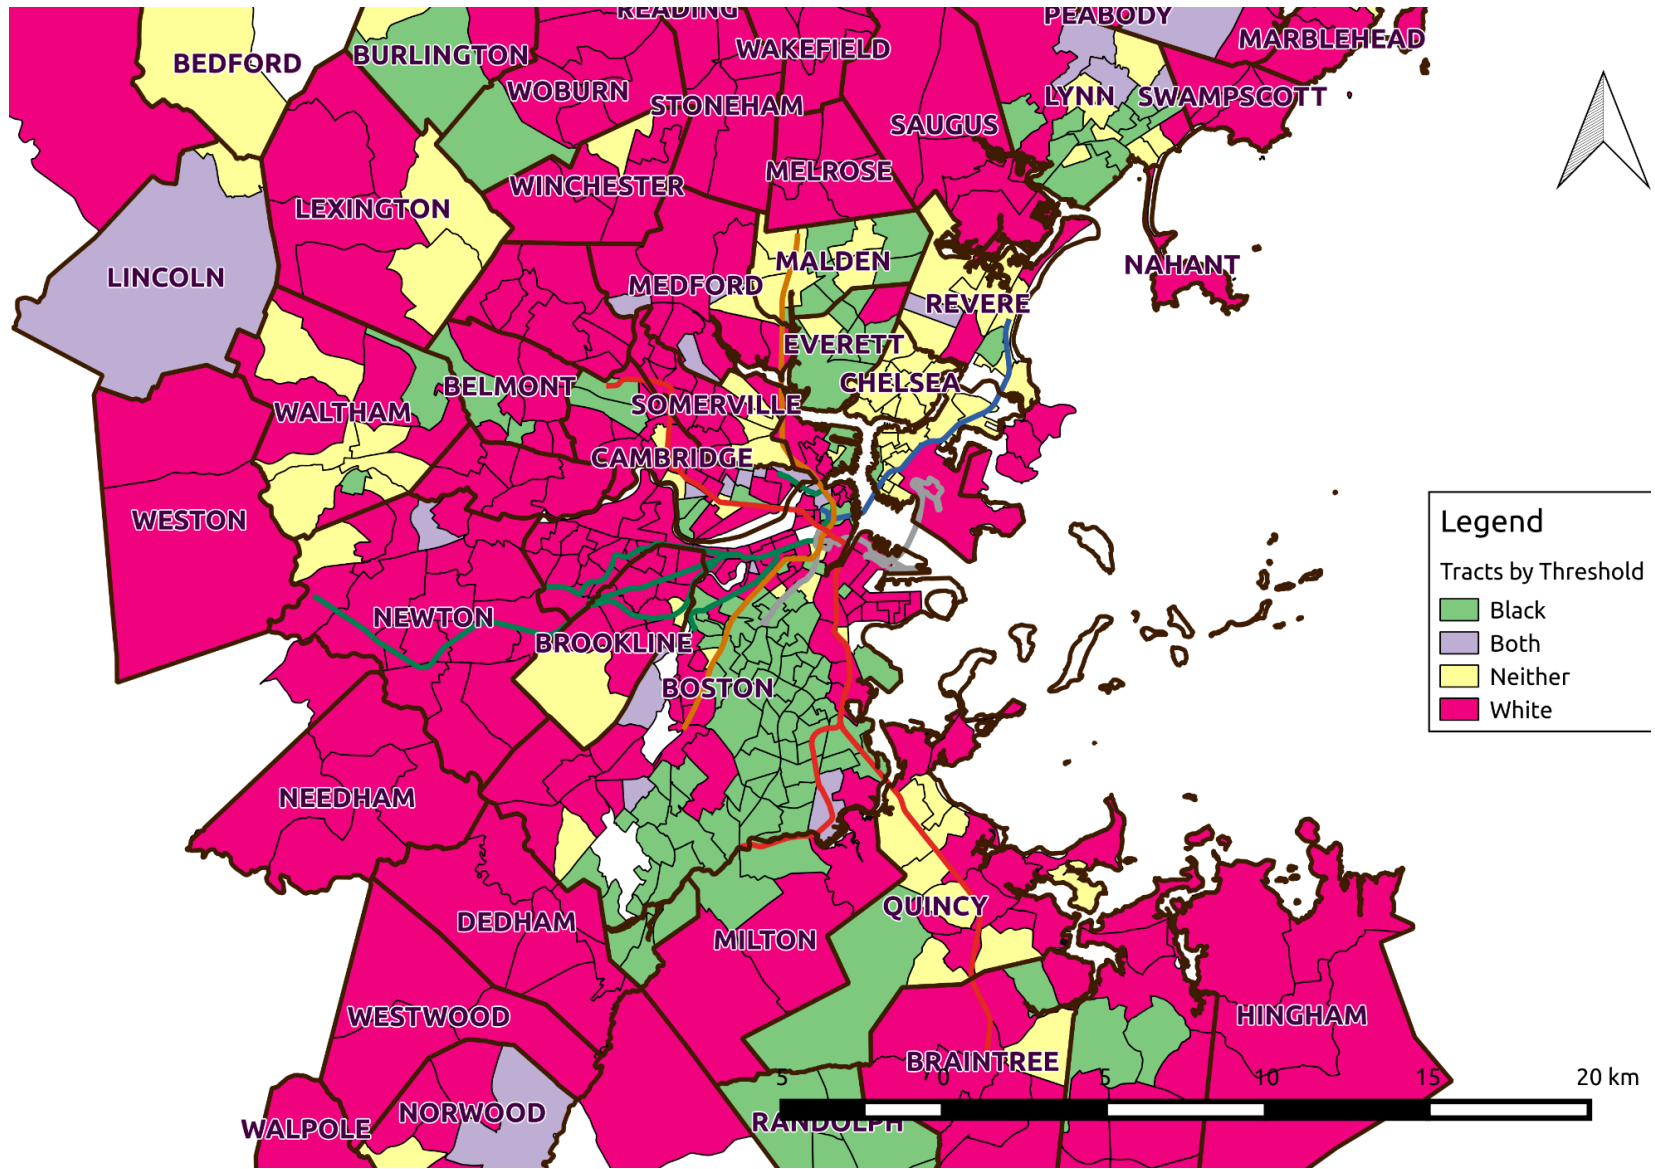 READING
PEABODY
MARBLEHEAD
WAKEFIELD
BURLINGTON
BEDFORD
WOBURN
STONEHAM
LYNN
SWAMPSCOTT
SAUGUS
MELROSE
WINCHESTER
LEXINGTON
MALDEN
NAHANT
LINCOLN
MEDFORD
REVERE
EVERETT
CHELSEA
BELMONT
SOMERVILLE
WALTHAM
CAMBRIDGE
WESTON
Legend
Tracts by Threshold
Black
Both
Neither
White
NEWTON
BROOKLINE
BOSTON
NEEDHAM
QUINCY
DEDHAM
MILTON
WESTWOOD
HINGHAM
BRAINTREE
5 0 5 10 15 20 km
NORWOOD
RANDOLPH
WALPOLE